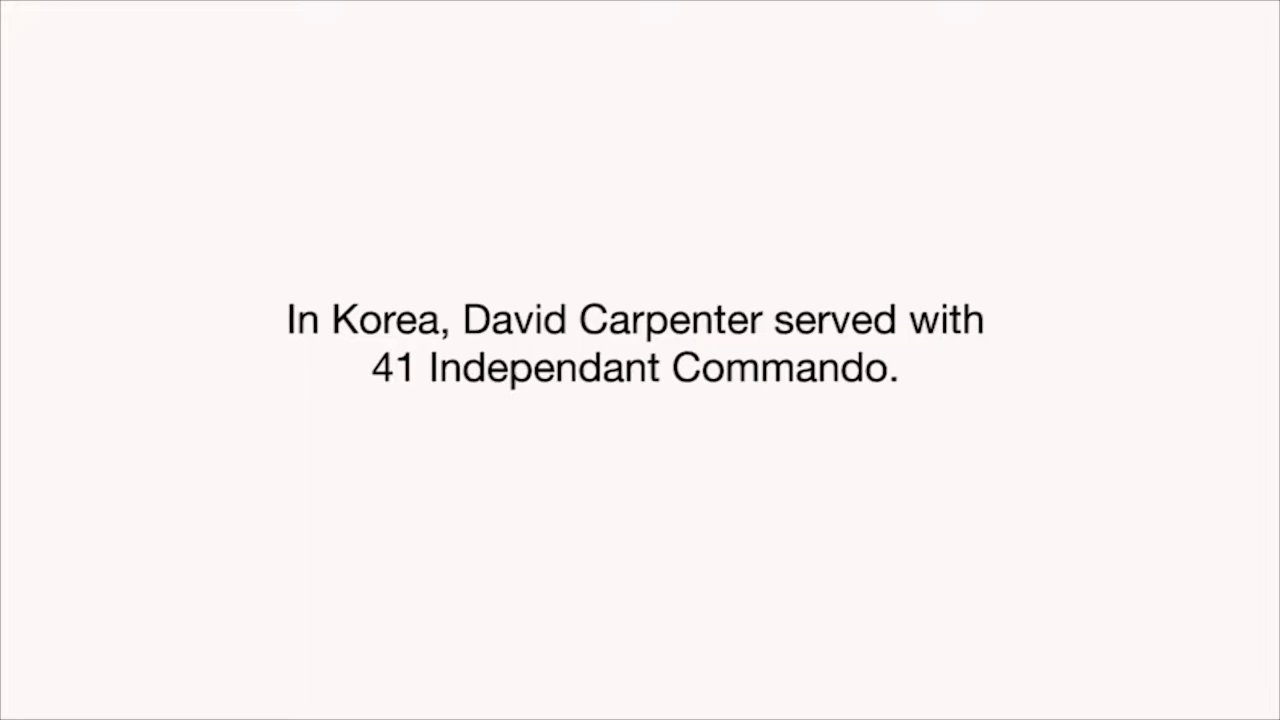 In Korea, David Carpenter served with
41 Independant Commando.